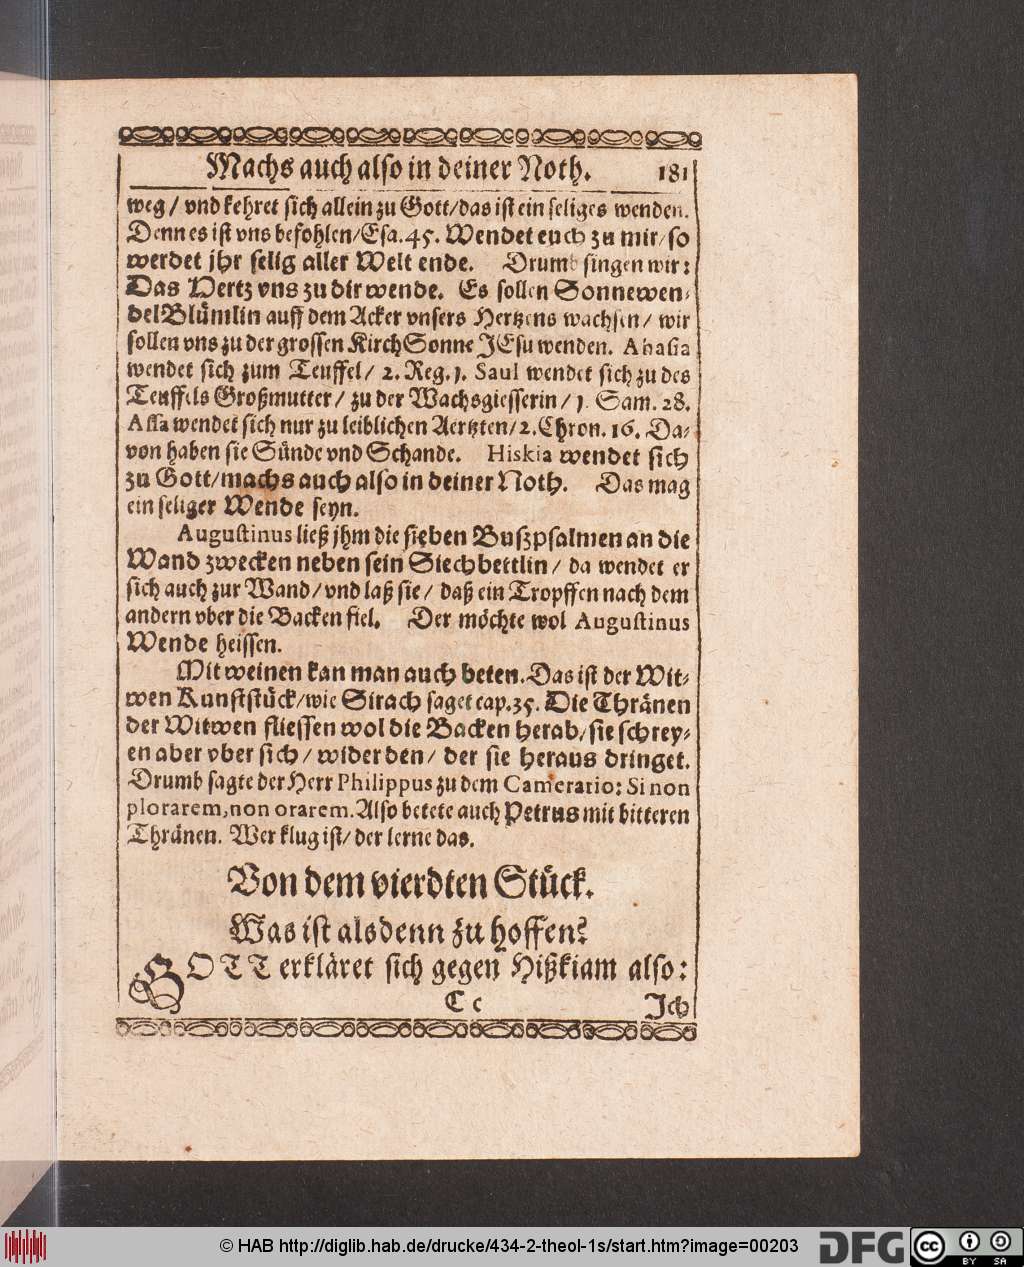 Machs auch also in deiner Noth. 181
weg / vnd kehret sich allein zu Gott/das ist ein seliges wenden.
Denn es ist vns befohlen/Esa.45. Wendet euch zu mir/so
werdet jhr selig aller Welt ende. Drumb singen wir:
Das Hertz vns zu dir wende. Es sollen Sonnewen-
delBlümlin auff dem Acker vnsers Hertzens wachsen/ wir
sollen vns zu der grossen KirchSonne JEsu wenden. Ahasia
wendet sich zum Teuffel/ 2. Reg.1. Saul wendet sich zu des
Teuffels Großmutter/ zu der Wachsgiesserin/1. Sam. 28.
Assa wendet sich nur zu leiblichen Aertzten/2.Chron. 16. Da-
von haben sie Sünde vnd Schande. Hiskia wendet sich
zu Gott/machs auch also in deiner Noth. Das mag
ein seliger Wende seyn.
Augustinus ließ jhm die sieben Bußpsalmen an die
Wand zwecken neben sein Siechbettlin/ da wendet er
sich auch zur Wand/vnd laß sie/ daß ein Tropffen nach dem
andern vber die Backen fiel. Der möchte wol Augustinus
Wende heissen.
Mit weinen kan man auch beten. Das ist der Wit-
wen Kunststück/wie Sirach saget cap.35. Die Thränen
der Witwen fliessen wol die Backen herab/sie schrey-
en aber vber sich/ wider den/ der sie heraus dringet.
Drumb sagte der Herr Philippus zu dem Camerario: Si non
plorarem, non orarem. Also betete auch Petrus mit bitteren
Thränen. Wer klug ist/ der lerne das.
Von dem vierdten Stück.
Was ist alsdenn zu hoffen?
GOTT erkläret sich gegen Hißkiam also:
C c Jch
© HAB http://diglib.hab.de/drucke/434-2-theol-1s/start.htm?image=00203
DFG
cc BY SA